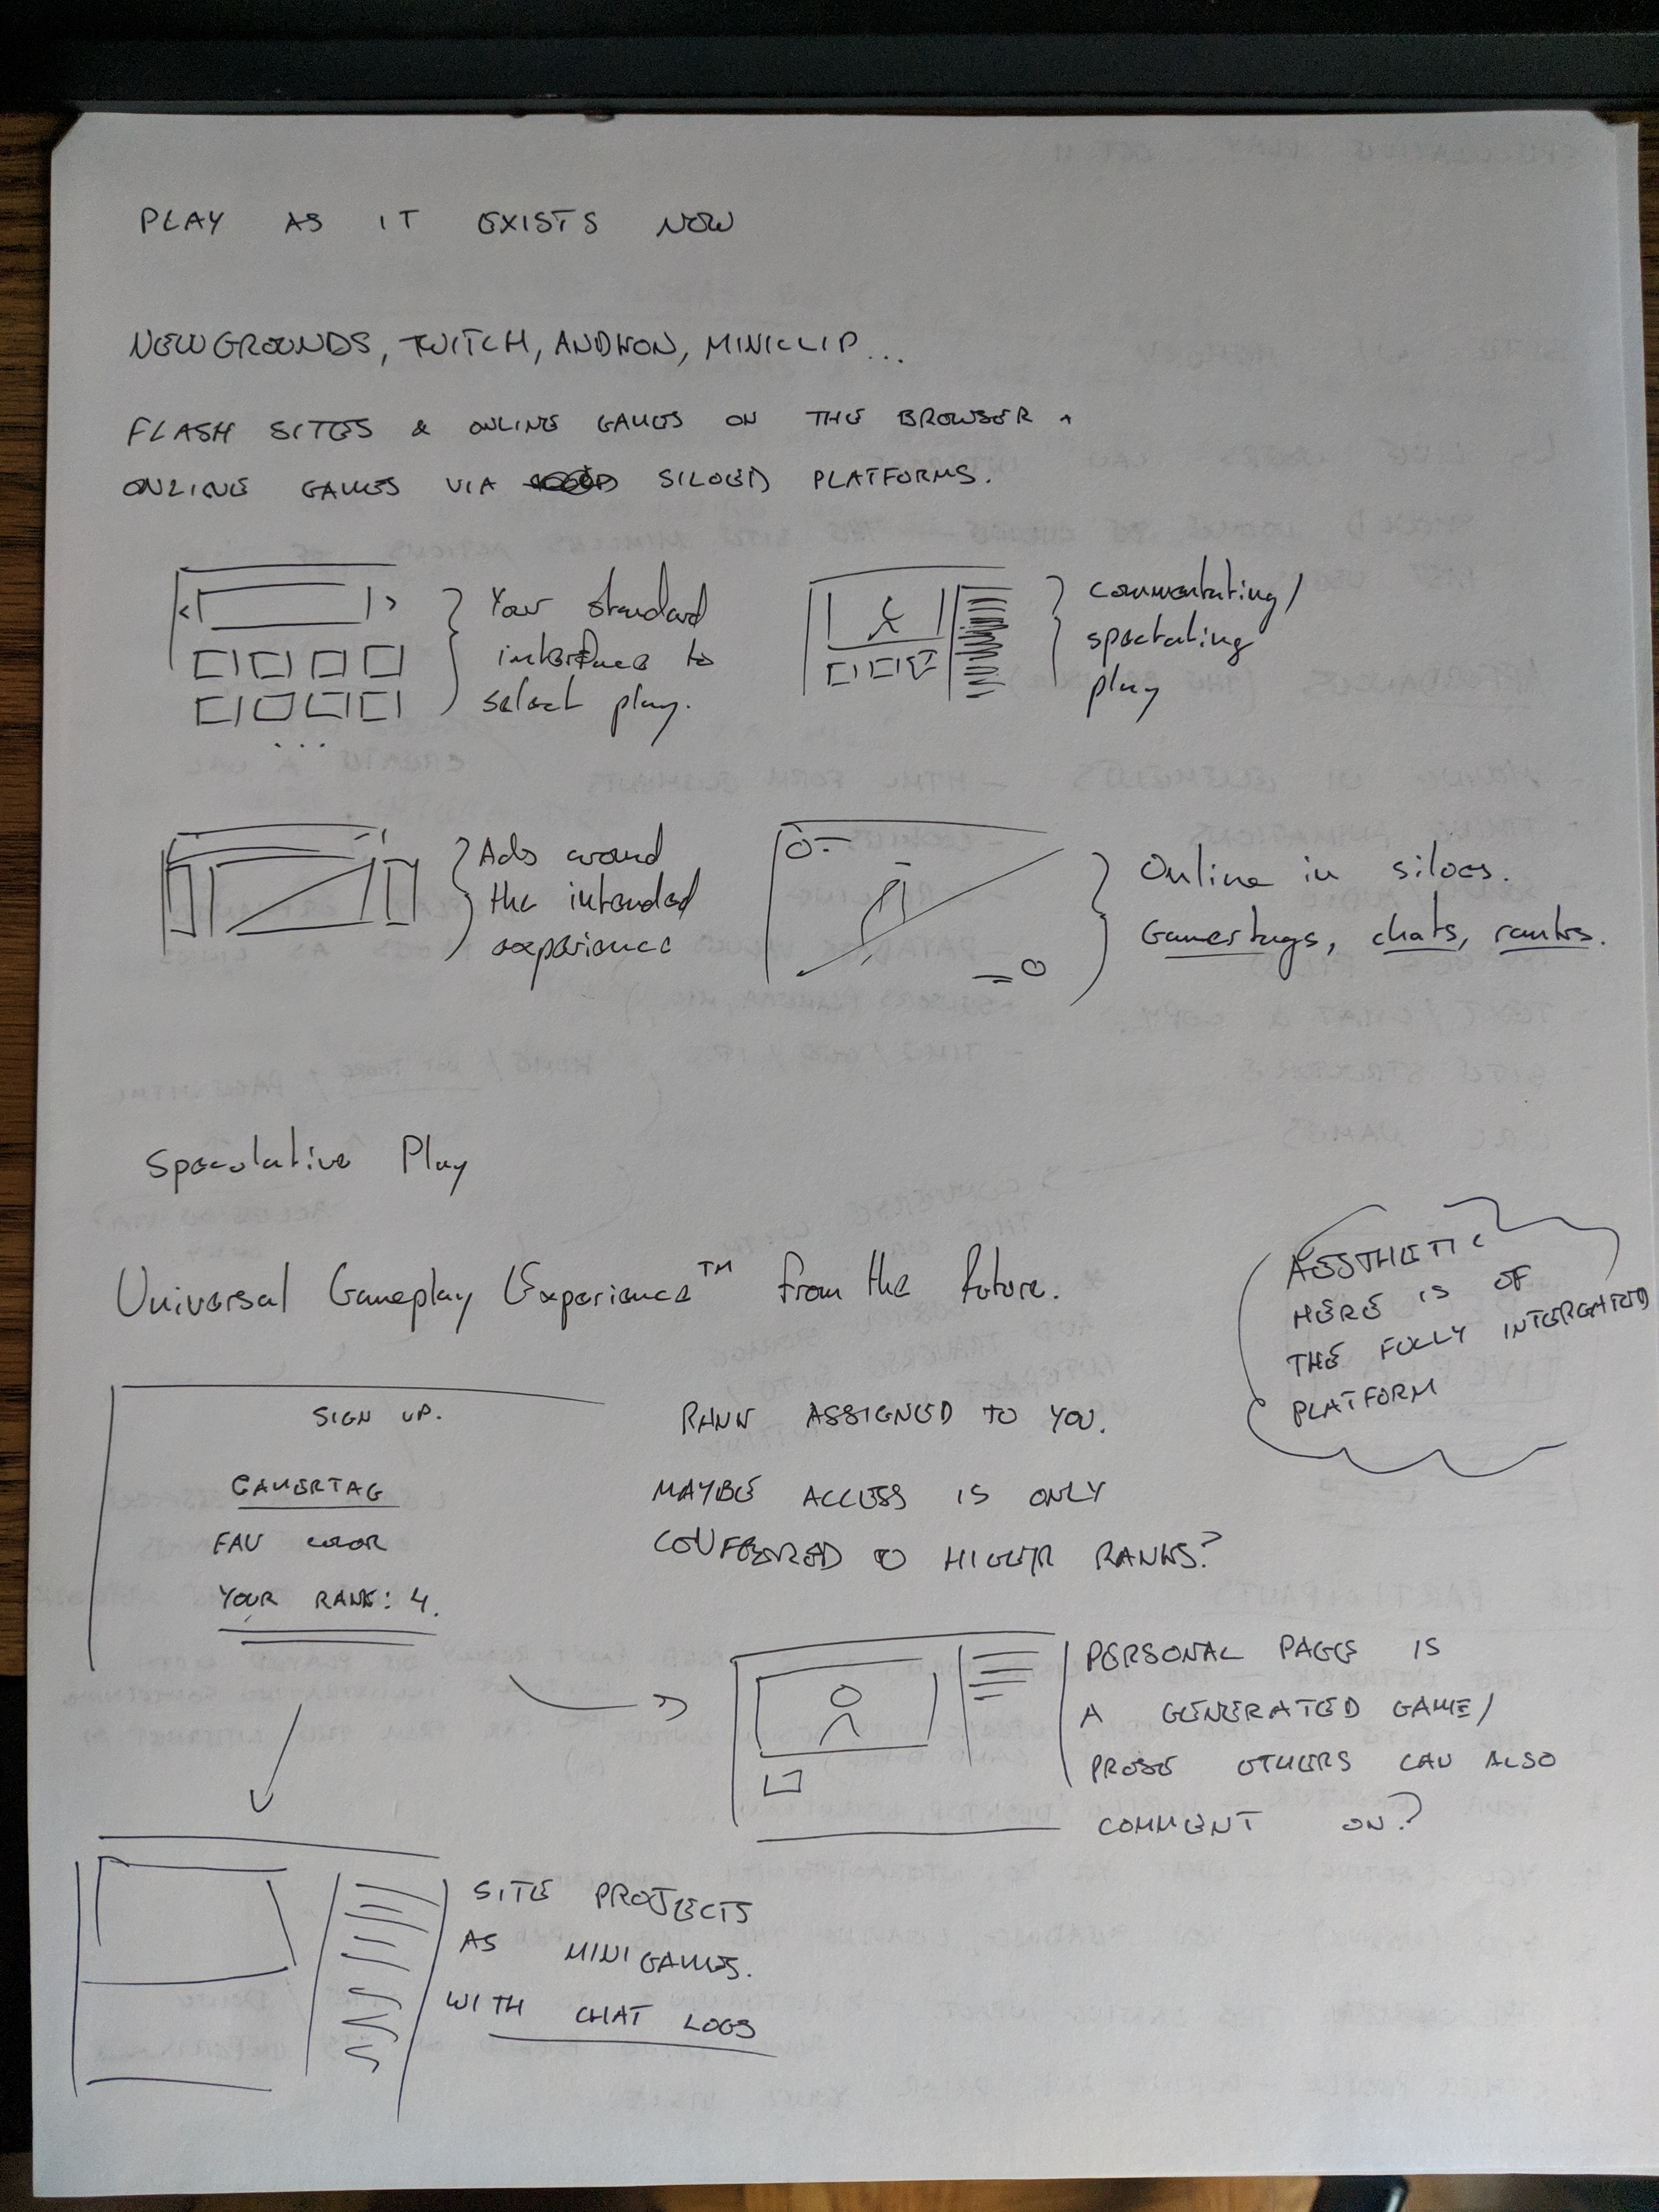 PLAY AS IT EXISTS NOW
NEWGROUNDS, TWITCH, ANDKON, MINICLIP...
FLASH SITES & ONLINE GAMES ON THE BROWSER
ONLINE GAMES VIA SILOED PLATFORMS.
Your standard
interface to
select play.
commentating/
spectating
play
Ads around
the intended
experience
Online in siloes.
Gamertags, chats, ranks.
Speculative Play
Universal Gameplay Experience™ from the future.
AESTHETIC
HERE IS OF
THE FULLY INTERGATED
PLATFORM
SIGN UP.
GAMERTAG
FAV COLOR
YOUR RANK: 4.
RANK ASSIGNED TO YOU.
MAYBE ACCESS IS ONLY
CONFERRED TO HIGHER RANKS?
PERSONAL PAGE IS
A GENERATED GAME/
PROSE OTHERS CAN ALSO
COMMENT ON?
SITE PROJECTS
AS MINIGAMES.
WITH CHAT LOGS